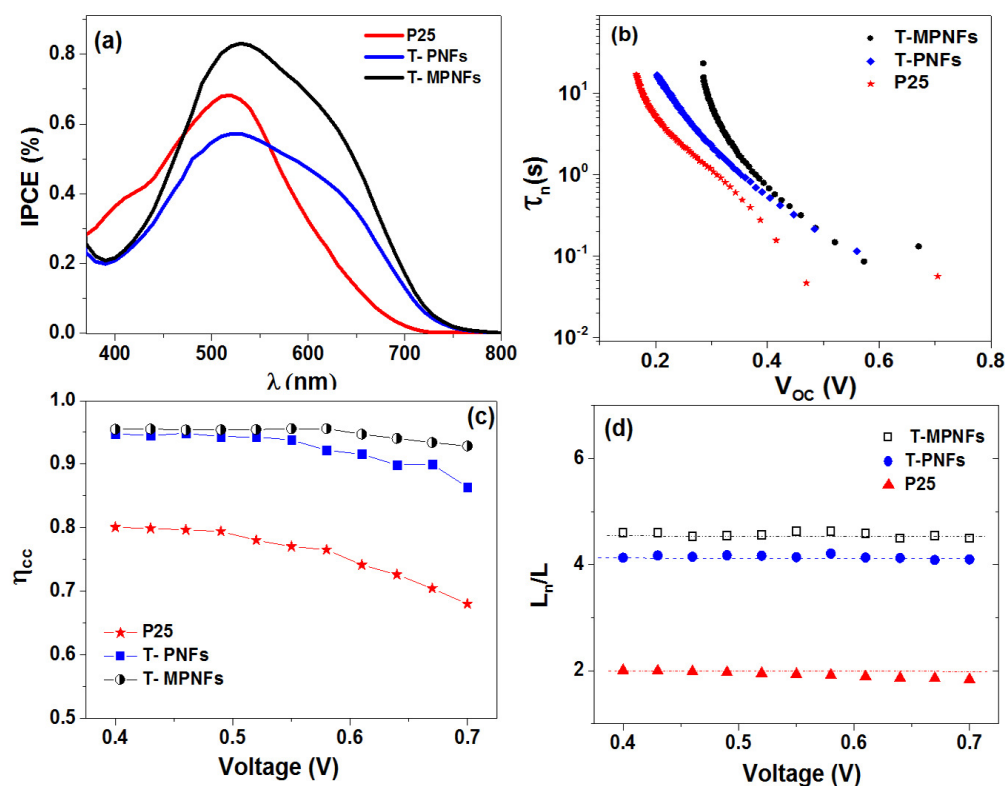 (a)
P25
T- PNFs
T- MPNFs
IPCE (%)
0.8
0.6
0.4
0.2
0.0
400 500 600 700 800
λ (nm)
(b)
T-MPNFs
T-PNFs
P25
τn(s)
10^1
10^0
10^-1
10^-2
0.2 0.4 0.6 0.8
VOC (V)
(c)
P25
T- PNFs
T- MPNFs
ηcc
1.0
0.9
0.8
0.7
0.6
0.5
0.4 0.5 0.6 0.7
Voltage (V)
(d)
T-MPNFs
T-PNFs
P25
Ln/L
6
4
2
0.4 0.5 0.6 0.7
Voltage (V)